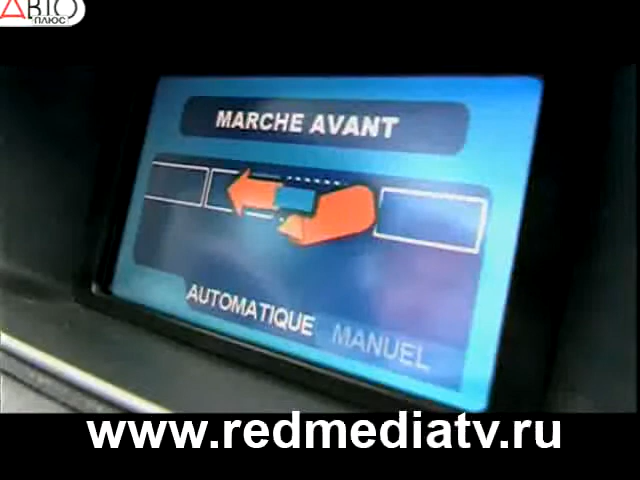 АВТО
ПЛЮС
MARCHE AVANT
AUTOMATIQUE MANUEL
www.redmediatv.ru